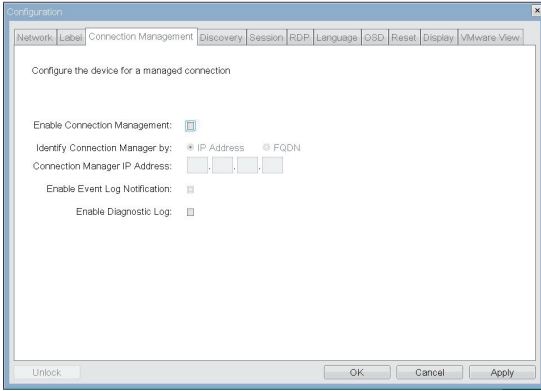 Configuration
Network Label Connection Management Discovery Session RDP Language OSD Reset Display VMware View
Configure the device for a managed connection
Enable Connection Management:
Identify Connection Manager by: IP Address FQDN
Connection Manager IP Address: . . .
Enable Event Log Notification:
Enable Diagnostic Log:
Unlock OK Cancel Apply